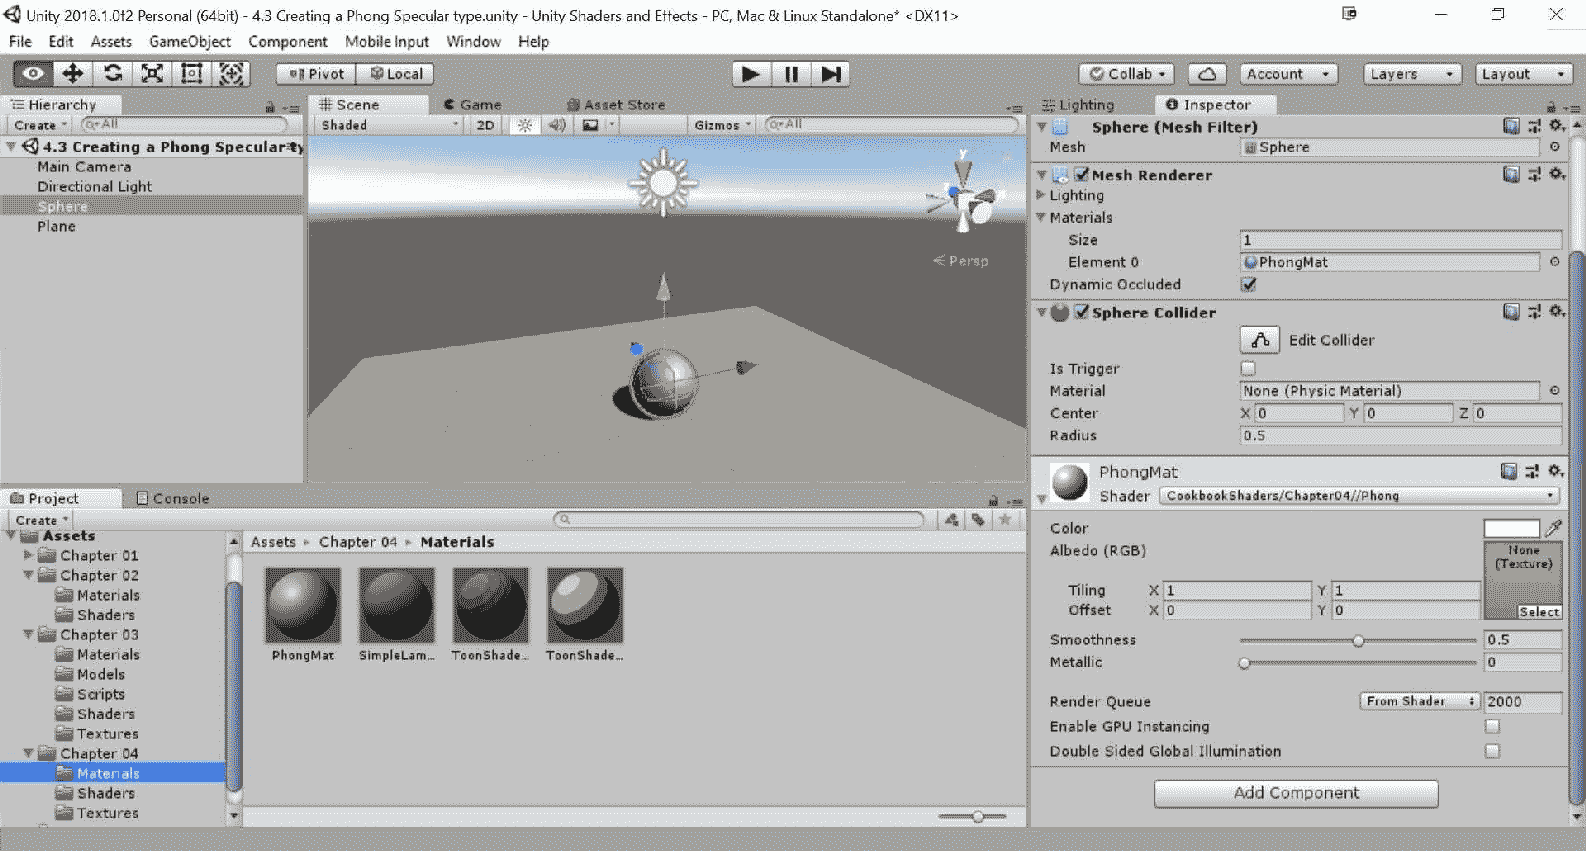 Unity 2018.1.0f2 Personal (64bit) - 4.3 Creating a Phong Specular type.unity - Unity Shaders and Effects - PC, Mac & Linux Standalone* <DX11>
File Edit Assets GameObject Component Mobile Input Window Help
Pivot Local Collab Account Layers Layout
Hierarchy
Create All
4.3 Creating a Phong Specular ty
Main Camera
Directional Light
Sphere
Plane
Scene Game Asset Store
Shaded 2D Gizmos All
y
Persp
Project Console
Create
Assets
Chapter 01
Chapter 02
Materials
Shaders
Chapter 03
Materials
Models
Scripts
Shaders
Textures
Chapter 04
Materials
Shaders
Textures
Assets Chapter 04 Materials
PhongMat SimpleLam... ToonShade... ToonShade...
Lighting Inspector
Sphere (Mesh Filter)
Mesh Sphere
Mesh Renderer
Lighting
Materials
Size 1
Element 0 PhongMat
Dynamic Occluded
Sphere Collider
Edit Collider
Is Trigger
Material None (Physic Material)
Center X 0 Y 0 Z 0
Radius 0.5
PhongMat
Shader CookbookShaders/Chapter04//Phong
Color
Albedo (RGB) None
(Texture)
Tiling X 1 Y 1
Offset X 0 Y 0
Select
Smoothness 0.5
Metallic 0
Render Queue From Shader 2000
Enable GPU Instancing
Double Sided Global Illumination
Add Component